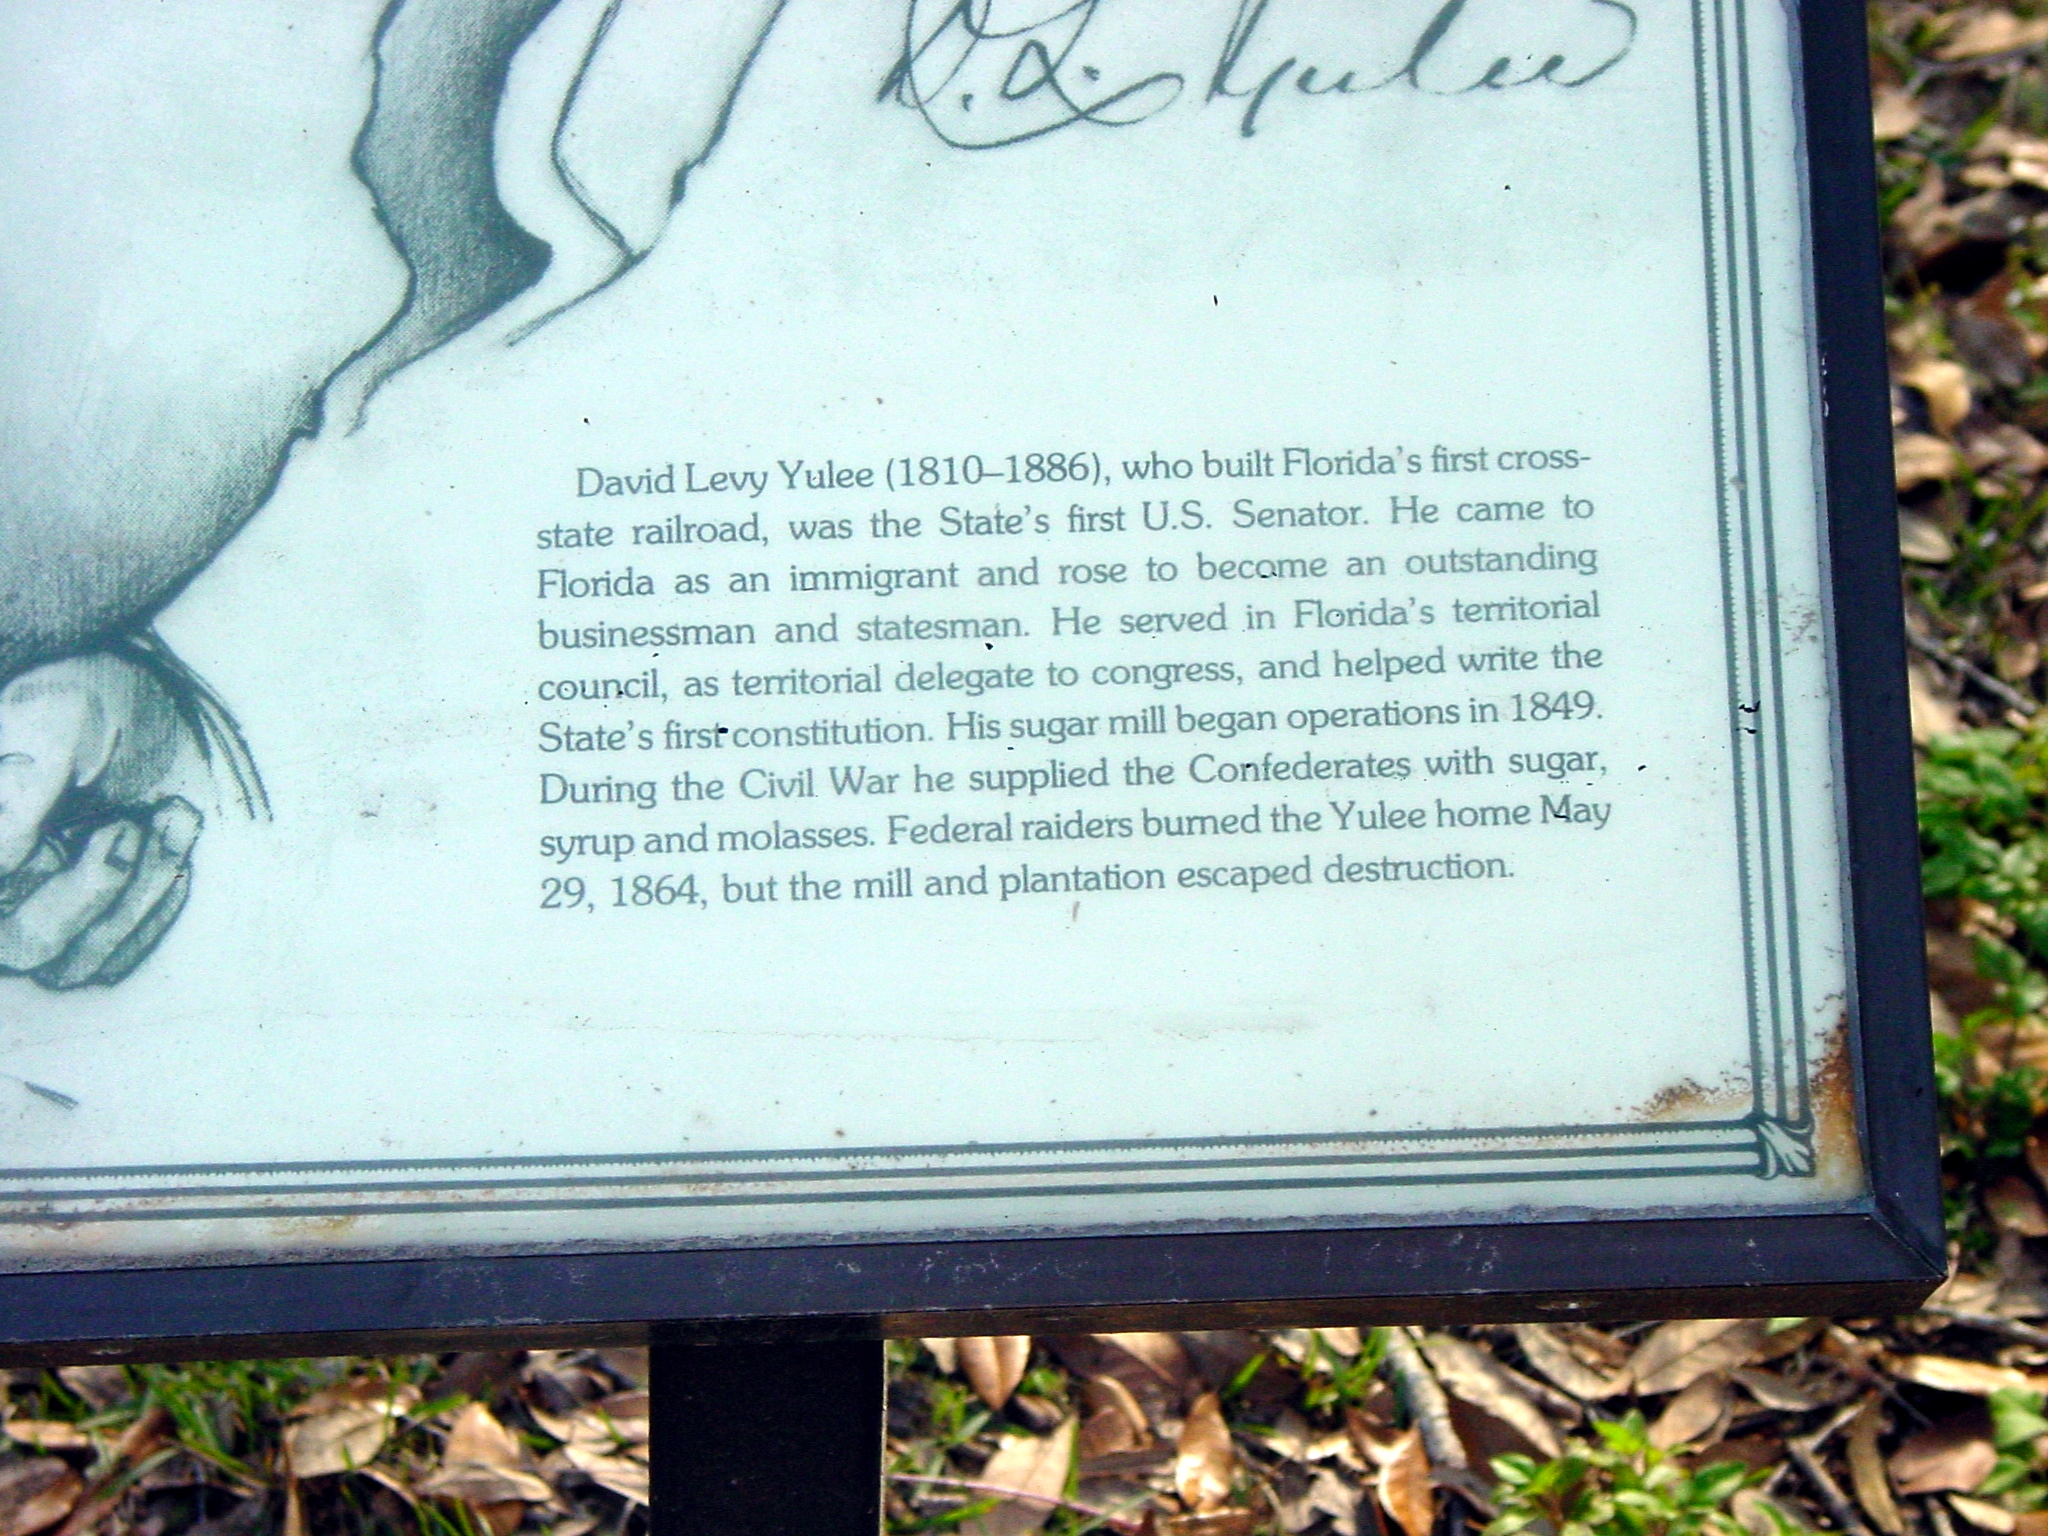 D. L. Yulee
David Levy Yulee (1810–1886), who built Florida's first cross-
state railroad, was the State's first U.S. Senator. He came to
Florida as an immigrant and rose to become an outstanding
businessman and statesman. He served in Florida's territorial
council, as territorial delegate to congress, and helped write the
State's first constitution. His sugar mill began operations in 1849.
During the Civil War he supplied the Confederates with sugar,
syrup and molasses. Federal raiders burned the Yulee home May
29, 1864, but the mill and plantation escaped destruction.